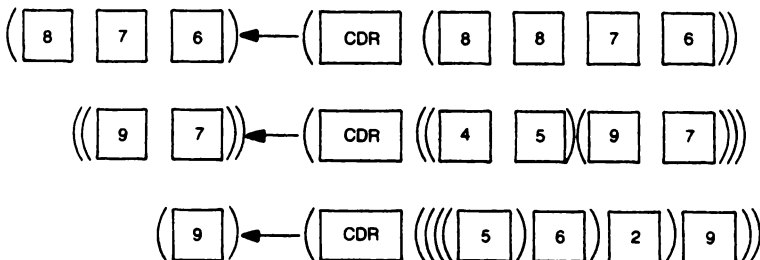 (8 7 6) ← (CDR (8 8 7 6))
((9 7)) ← (CDR ((4 5)(9 7)))
(9) ← (CDR ((((5) 6) 2) 9))